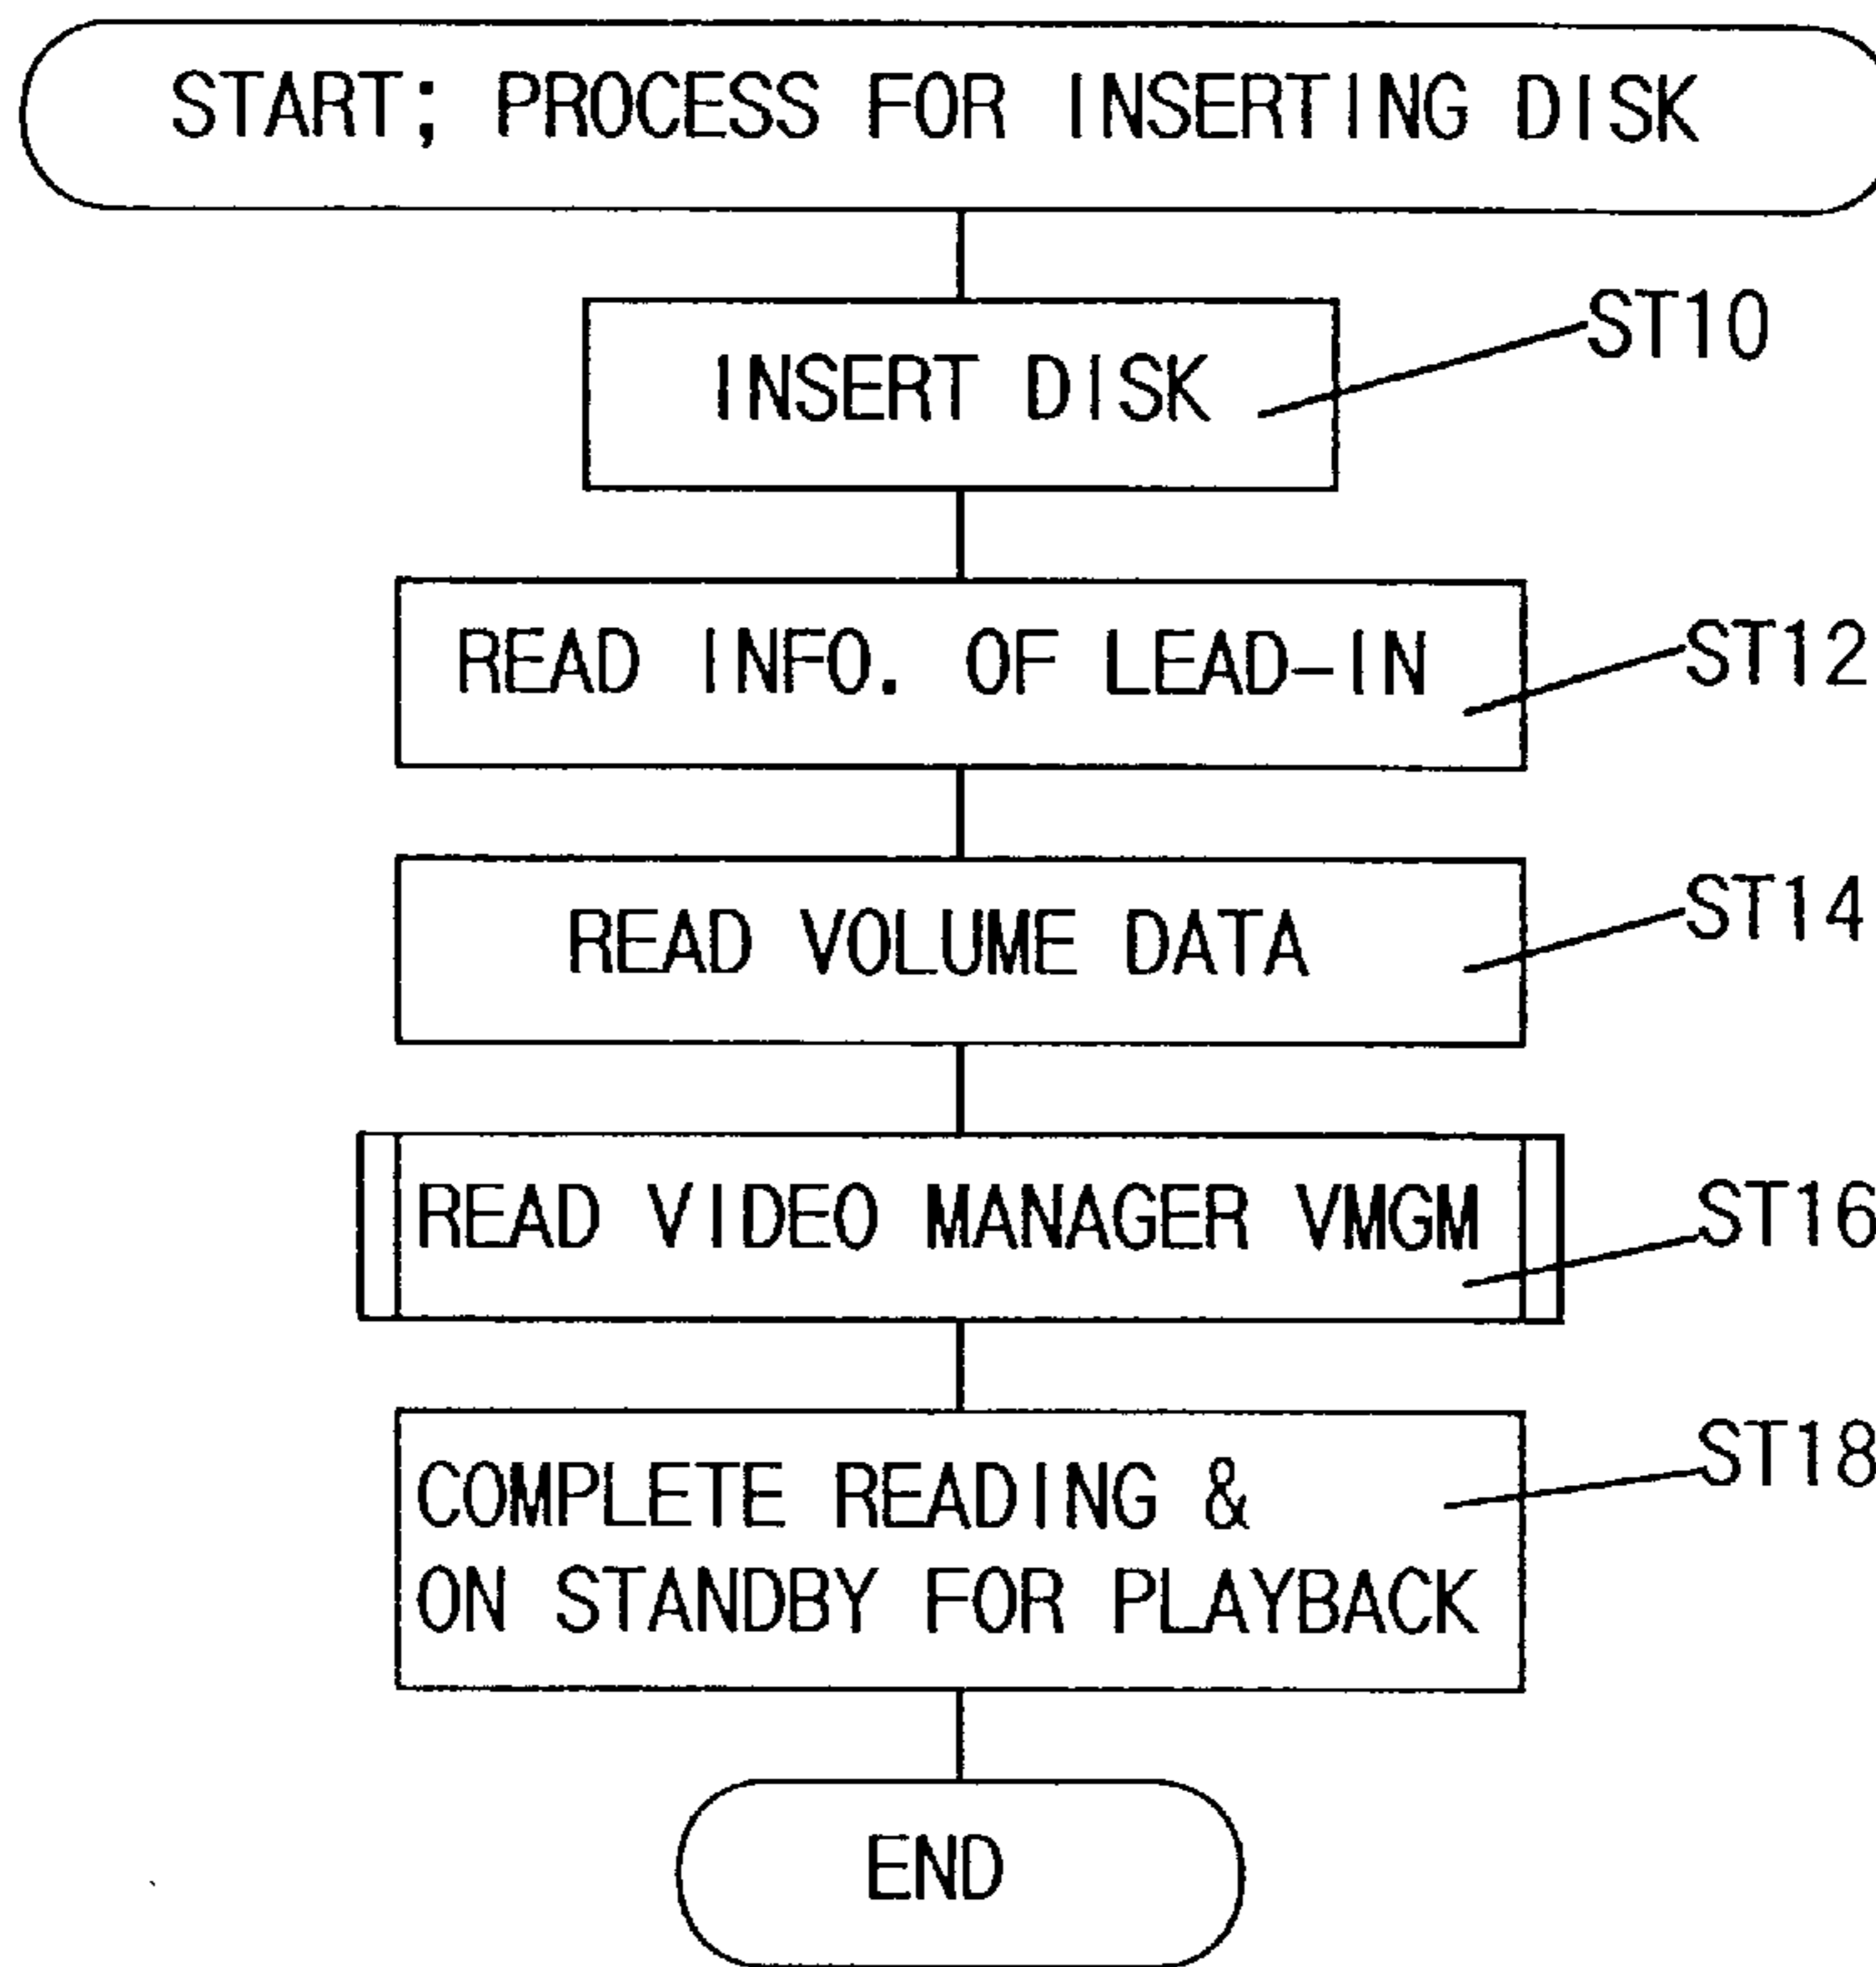 START; PROCESS FOR INSERTING DISK
INSERT DISK
ST10
READ INFO. OF LEAD-IN
ST12
READ VOLUME DATA
ST14
READ VIDEO MANAGER VMGM
ST16
COMPLETE READING &
ON STANDBY FOR PLAYBACK
ST18
END